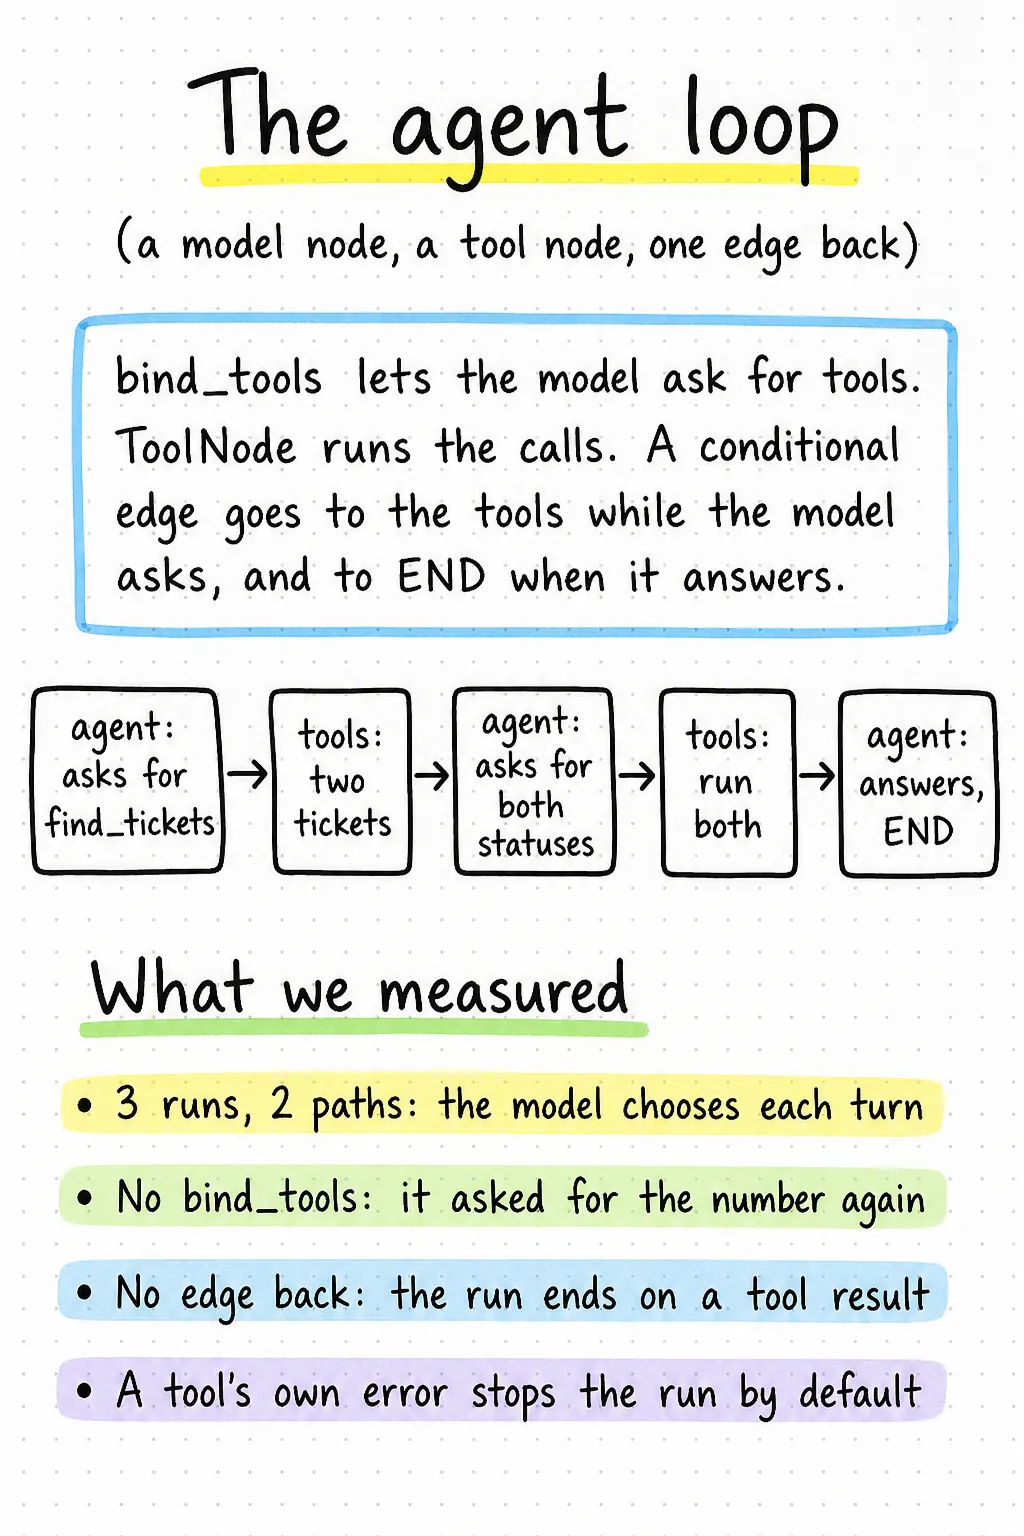 The agent loop
(a model node, a tool node, one edge back)
bind_tools lets the model ask for tools.
ToolNode runs the calls. A conditional
edge goes to the tools while the model
asks, and to END when it answers.
agent:
asks for
find_tickets
tools:
two
tickets
agent:
asks for
both
statuses
tools:
run
both
agent:
answers,
END
What we measured
• 3 runs, 2 paths: the model chooses each turn
• No bind_tools: it asked for the number again
• No edge back: the run ends on a tool result
• A tool's own error stops the run by default